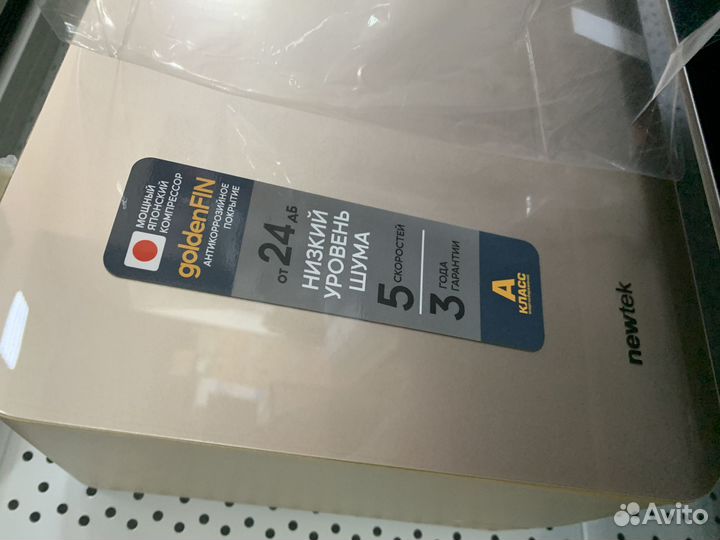 МОЩНЫЙ
ЯПОНСКИЙ
КОМПРЕССОР
goldenFIN
АНТИКОРРОЗИЙНОЕ
ПОКРЫТИЕ
ОТ 24 ДБ
НИЗКИЙ
УРОВЕНЬ
ШУМА
5 СКОРОСТЕЙ
3 ГОДА
ГАРАНТИИ
А
КЛАСС
newtek
Avito